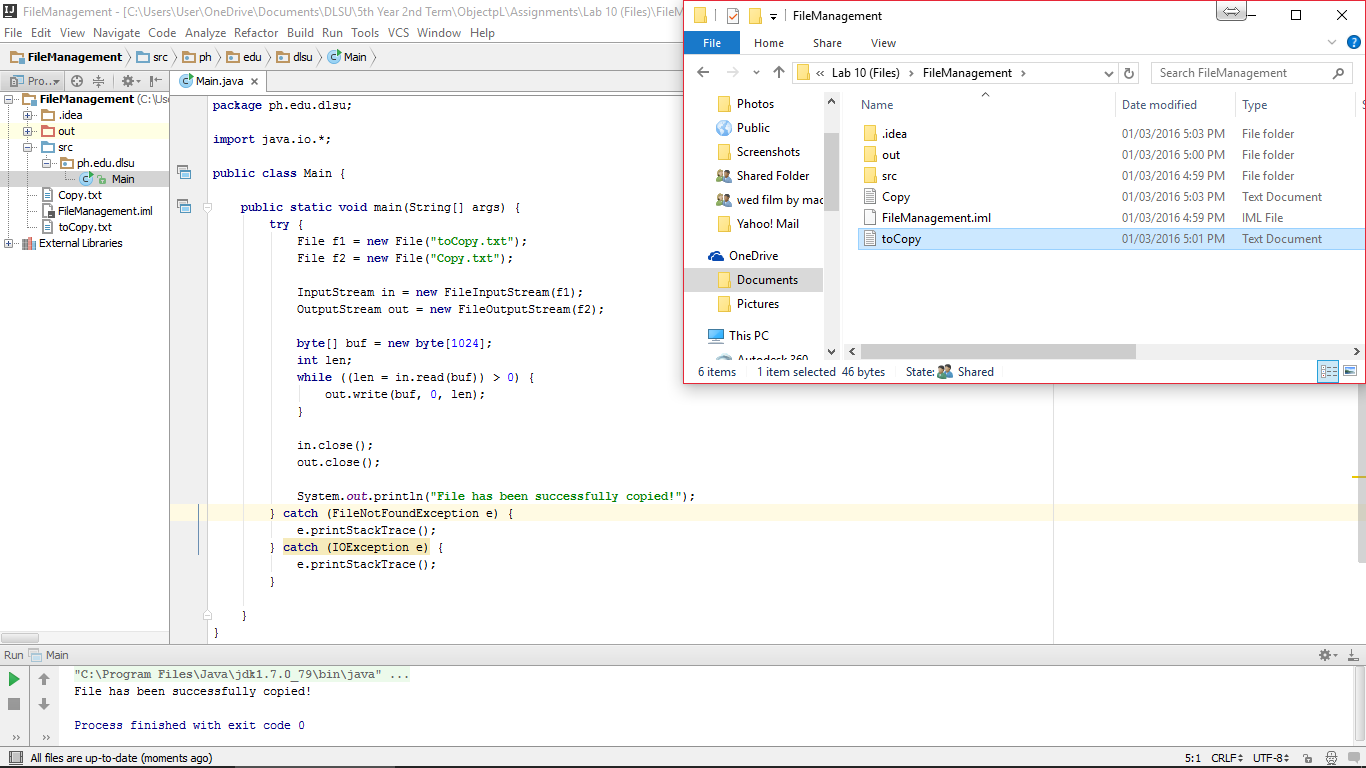 FileManagement - [C:\Users\User\OneDrive\Documents\DLSU\5th Year 2nd Term\ObjectpL\Assignments\Lab 10 (Files)\FileM
File Edit View Navigate Code Analyze Refactor Build Run Tools VCS Window Help
FileManagement src ph edu dlsu Main
Pro...
FileManagement (C:\Use
.idea
out
src
ph.edu.dlsu
Main
Copy.txt
FileManagement.iml
toCopy.txt
External Libraries
Main.java
package ph.edu.dlsu;
import java.io.*;
public class Main {
public static void main(String[] args) {
try {
File f1 = new File("toCopy.txt");
File f2 = new File("Copy.txt");
InputStream in = new FileInputStream(f1);
OutputStream out = new FileOutputStream(f2);
byte[] buf = new byte[1024];
int len;
while ((len = in.read(buf)) > 0) {
out.write(buf, 0, len);
}
in.close();
out.close();
System.out.println("File has been successfully copied!");
} catch (FileNotFoundException e) {
e.printStackTrace();
} catch (IOException e) {
e.printStackTrace();
}
}
}
FileManagement
File Home Share View
« Lab 10 (Files) > FileManagement >
Search FileManagement
Photos
Public
Screenshots
Shared Folder
wed film by mac
Yahoo! Mail
OneDrive
Documents
Pictures
This PC
Autodesk 360
Name Date modified Type S
.idea 01/03/2016 5:03 PM File folder
out 01/03/2016 5:00 PM File folder
src 01/03/2016 4:59 PM File folder
Copy 01/03/2016 5:03 PM Text Document
FileManagement.iml 01/03/2016 4:59 PM IML File
toCopy 01/03/2016 5:01 PM Text Document
6 items 1 item selected 46 bytes State: Shared
Run Main
"C:\Program Files\Java\jdk1.7.0_79\bin\java" ...
File has been successfully copied!
Process finished with exit code 0
All files are up-to-date (moments ago)
5:1 CRLF UTF-8